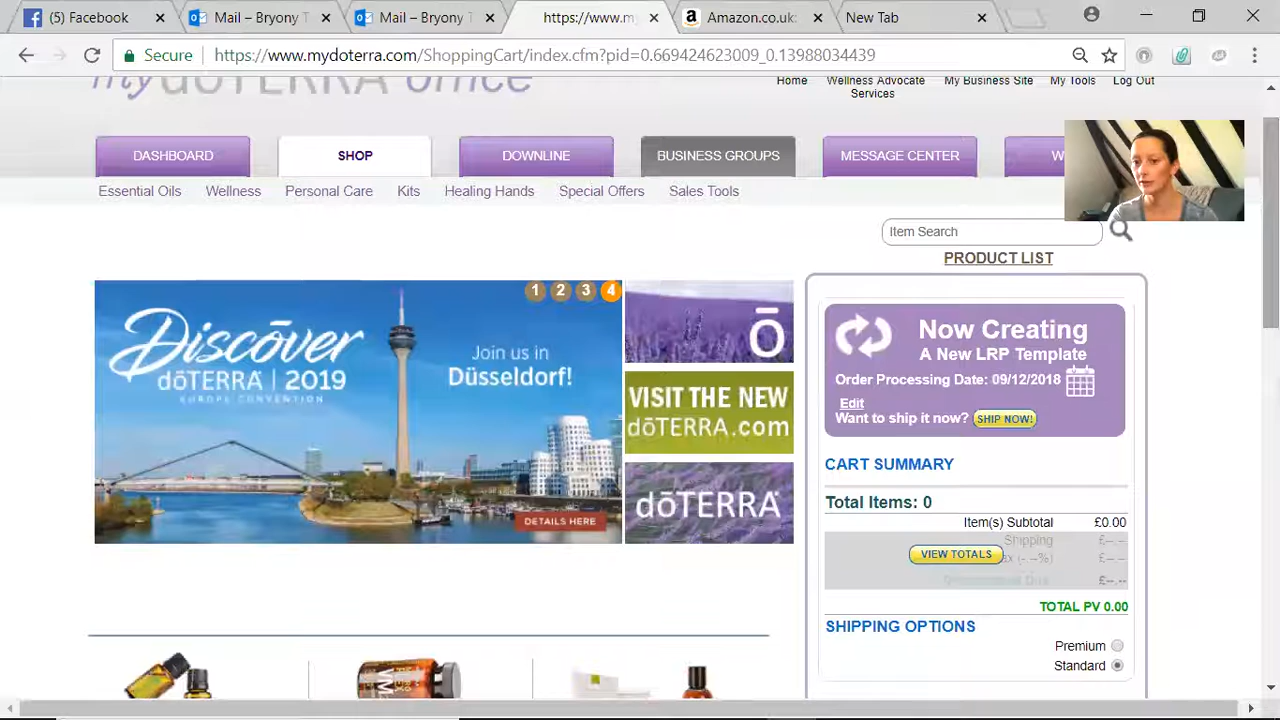 (5) Facebook
Mail – Bryony T
Mail – Bryony
https://www.my
Amazon.co.uk:
New Tab
Secure
https://www.mydoterra.com/ShoppingCart/index.cfm?pid=0.669424623009_0.13988034439
mydōTERRA office
Home
Wellness Advocate
Services
My Business Site
My Tools
Log Out
DASHBOARD
SHOP
DOWNLINE
BUSINESS GROUPS
MESSAGE CENTER
W
Essential Oils
Wellness
Personal Care
Kits
Healing Hands
Special Offers
Sales Tools
Item Search
PRODUCT LIST
1 2 3 4
Discōver
dōTERRA | 2019
EUROPE CONVENTION
Join us in
Düsseldorf!
DETAILS HERE
ō
VISIT THE NEW
dōTERRA.com
dōTERRA
Now Creating
A New LRP Template
Order Processing Date: 09/12/2018
Edit
Want to ship it now? SHIP NOW!
CART SUMMARY
Total Items: 0
Item(s) Subtotal £0.00
Shipping £--.--
VIEW TOTALS
(- --%) £--.--
£--.--
TOTAL PV 0.00
SHIPPING OPTIONS
Premium
Standard